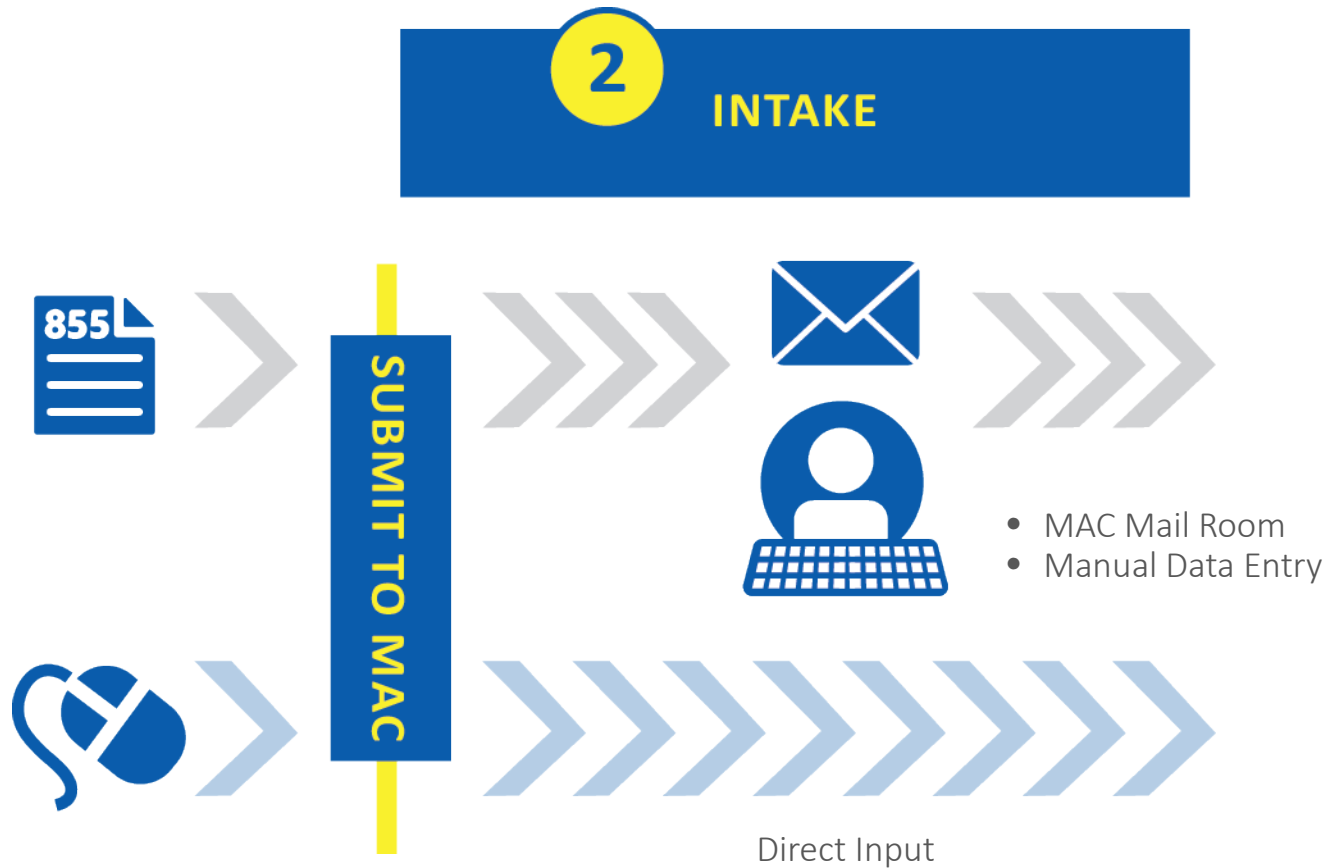 2
INTAKE
855
SUBMIT TO MAC
• MAC Mail Room
• Manual Data Entry
Direct Input